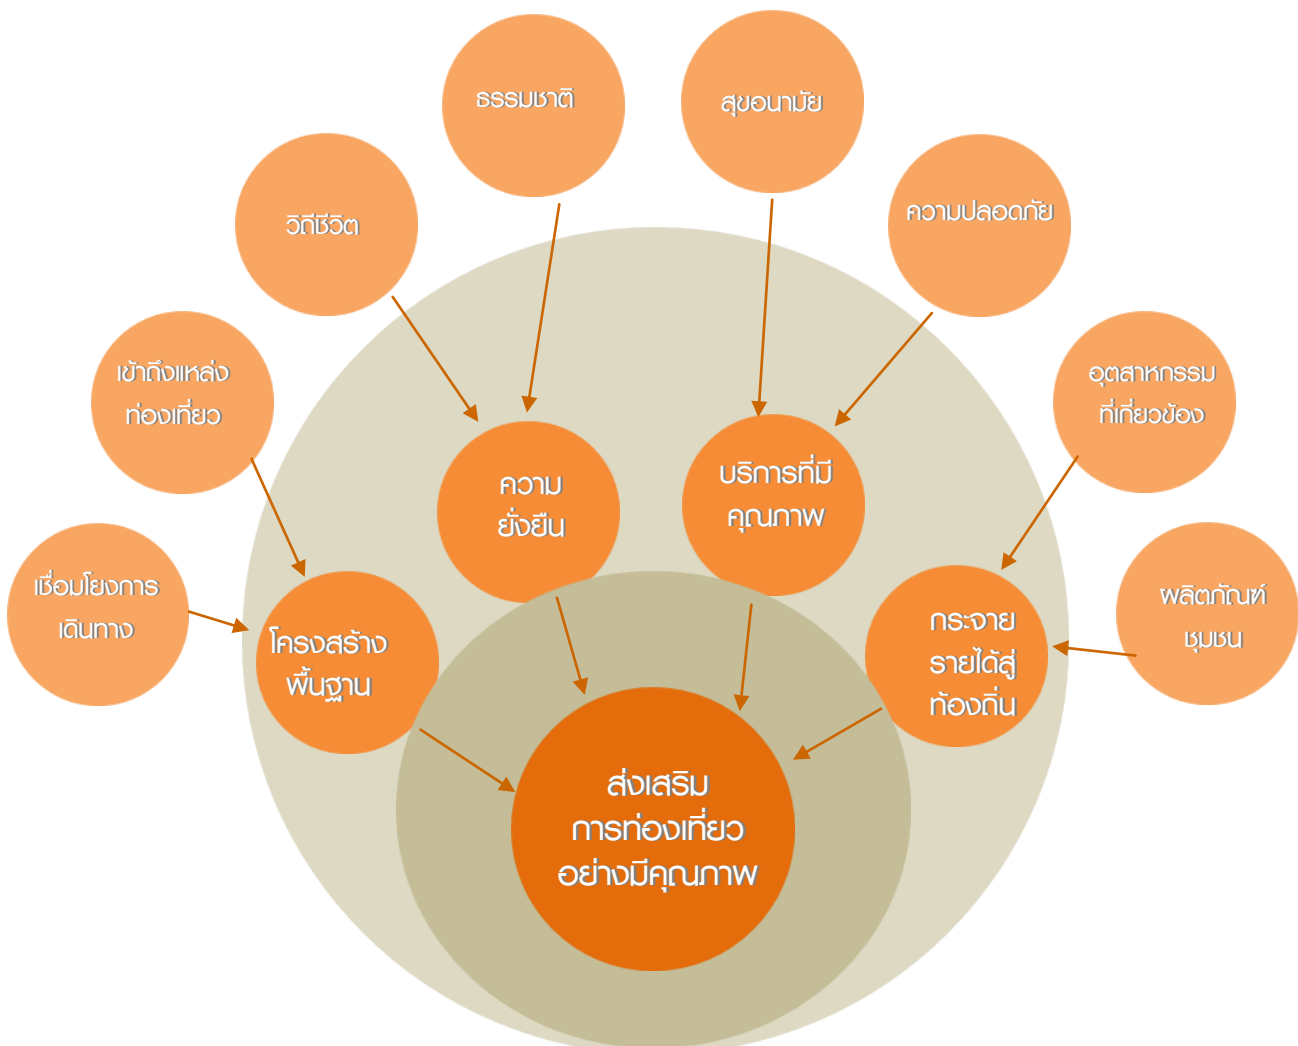 ธรรมชาติ
สุขอนามัย
วิถีชีวิต
ความปลอดภัย
เข้าถึงแหล่ง
ท่องเที่ยว
อุตสาหกรรม
ที่เกี่ยวข้อง
ความ
ยั่งยืน
บริการที่มี
คุณภาพ
เชื่อมโยงการ
เดินทาง
ผลิตภัณฑ์
ชุมชน
โครงสร้าง
พื้นฐาน
กระจาย
รายได้สู่
ท้องถิ่น
ส่งเสริม
การท่องเที่ยว
อย่างมีคุณภาพ